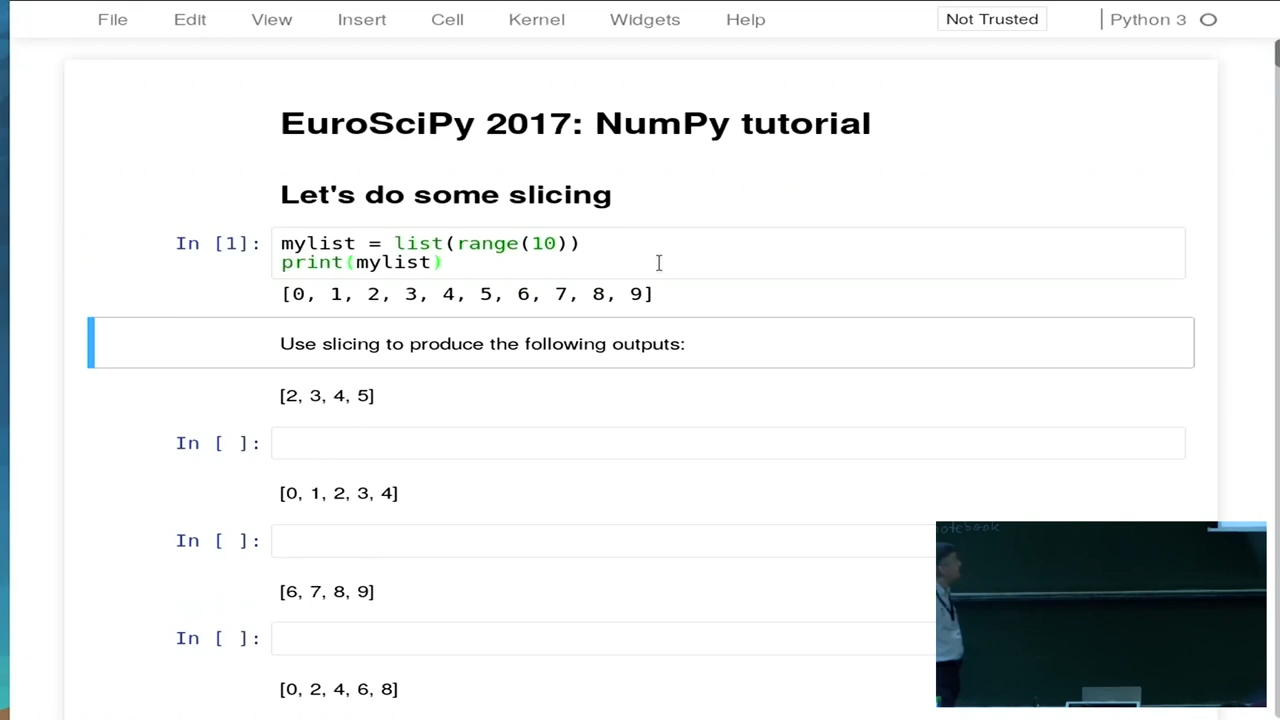 File Edit View Insert Cell Kernel Widgets Help Not Trusted Python 3
EuroSciPy 2017: NumPy tutorial
Let's do some slicing
In [1]: mylist = list(range(10))
print(mylist)
[0, 1, 2, 3, 4, 5, 6, 7, 8, 9]
Use slicing to produce the following outputs:
[2, 3, 4, 5]
In [ ]:
[0, 1, 2, 3, 4]
In [ ]:
[6, 7, 8, 9]
In [ ]:
[0, 2, 4, 6, 8]
otebook